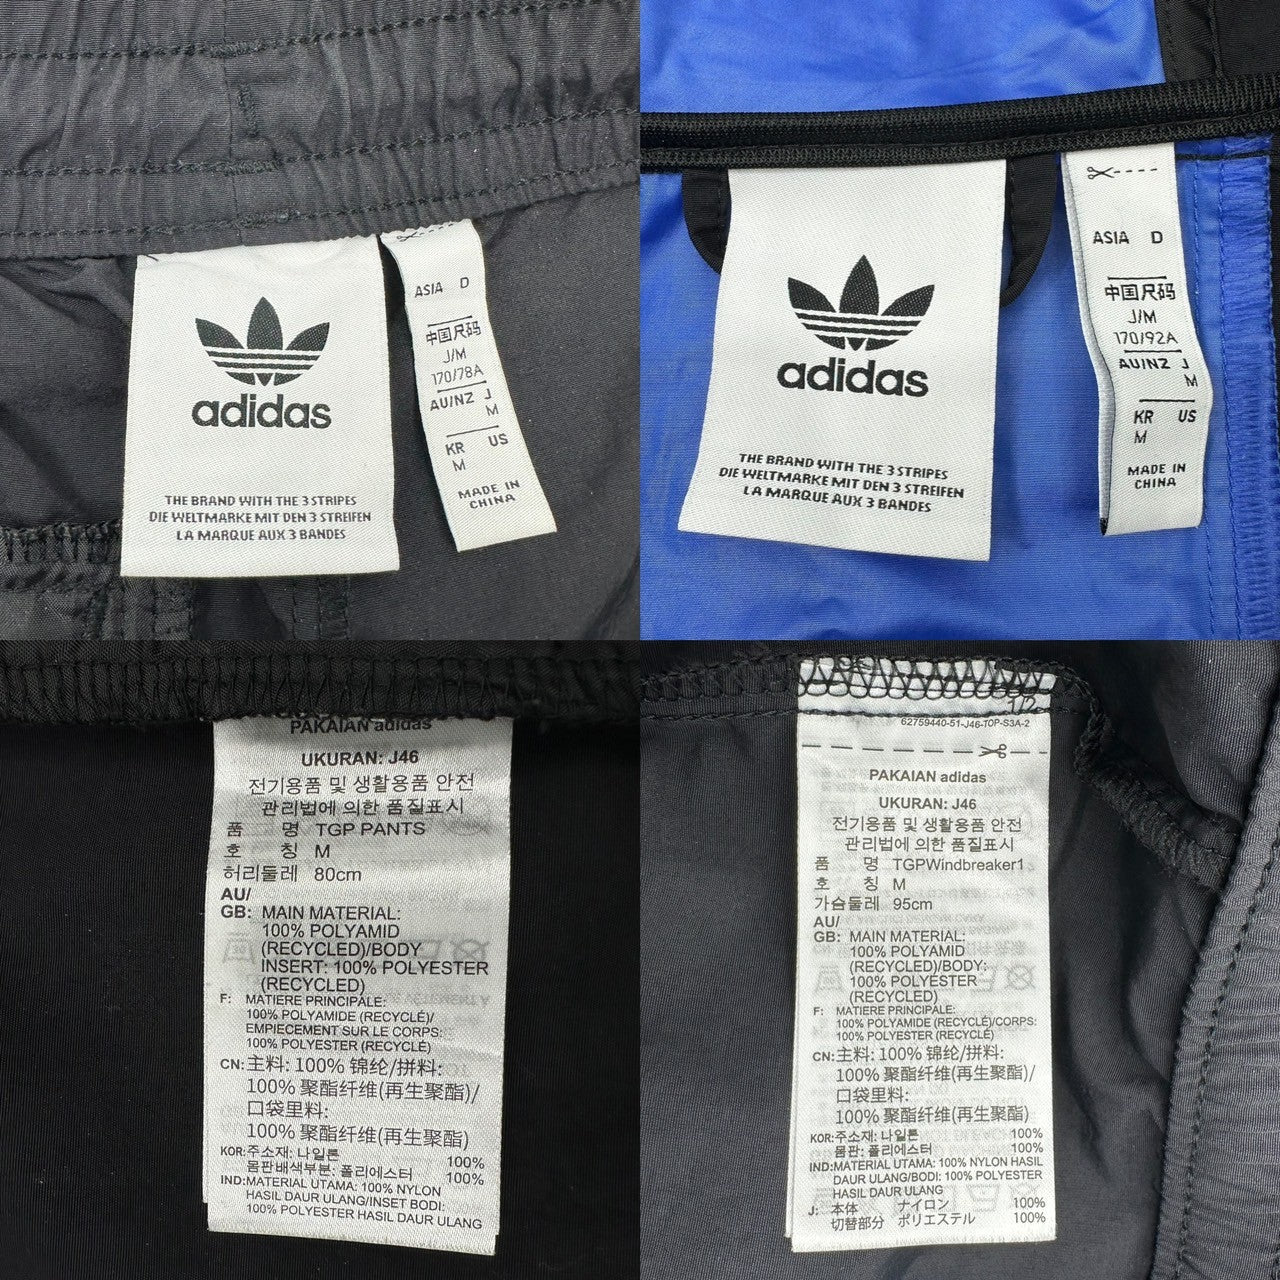 adidas
THE BRAND WITH THE 3 STRIPES
DIE WELTMARKE MIT DEN 3 STREIFEN
LA MARQUE AUX 3 BANDES
ASIA D
中国尺码
J/M
170/78A
AU/NZ J
M
KR US
M
MADE IN
CHINA
adidas
THE BRAND WITH THE 3 STRIPES
DIE WELTMARKE MIT DEN 3 STREIFEN
LA MARQUE AUX 3 BANDES
ASIA D
中国尺码
J/M
170/92A
AU/NZ J
M
KR US
M
MADE IN
CHINA
PAKAIAN adidas
UKURAN: J46
전기용품 및 생활용품 안전
관리법에 의한 품질표시
품 명 TGP PANTS
호 칭 M
허리둘레 80cm
AU/
GB: MAIN MATERIAL:
100% POLYAMID
(RECYCLED)/BODY
INSERT: 100% POLYESTER
(RECYCLED)
F: MATIERE PRINCIPALE:
100% POLYAMIDE (RECYCLÉ)/
EMPIECEMENT SUR LE CORPS:
100% POLYESTER (RECYCLÉ)
CN: 主料: 100% 锦纶/拼料:
100% 聚酯纤维(再生聚酯)/
口袋里料:
100% 聚酯纤维(再生聚酯)
KOR: 주소재: 나일론 100%
몸판배색부분: 폴리에스터 100%
IND: MATERIAL UTAMA: 100% NYLON
HASIL DAUR ULANG/INSET BODI:
100% POLYESTER HASIL DAUR ULANG
1/2
62759440-51-J46-TOP-S3A-2
PAKAIAN adidas
UKURAN: J46
전기용품 및 생활용품 안전
관리법에 의한 품질표시
품 명 TGPWindbreaker1
호 칭 M
가슴둘레 95cm
AU/
GB: MAIN MATERIAL:
100% POLYAMID
(RECYCLED)/BODY:
100% POLYESTER
(RECYCLED)
F: MATIERE PRINCIPALE:
100% POLYAMIDE (RECYCLÉ)/CORPS:
100% POLYESTER (RECYCLÉ)
CN: 主料: 100% 锦纶/拼料:
100% 聚酯纤维(再生聚酯)/
口袋里料:
100% 聚酯纤维(再生聚酯)
KOR: 주소재: 나일론 100%
몸판: 폴리에스터 100%
IND: MATERIAL UTAMA: 100% NYLON HASIL
DAUR ULANG/BODI: 100% POLYESTER
HASIL DAUR ULANG
J: 本体 ナイロン 100%
切替部分 ポリエステル 100%